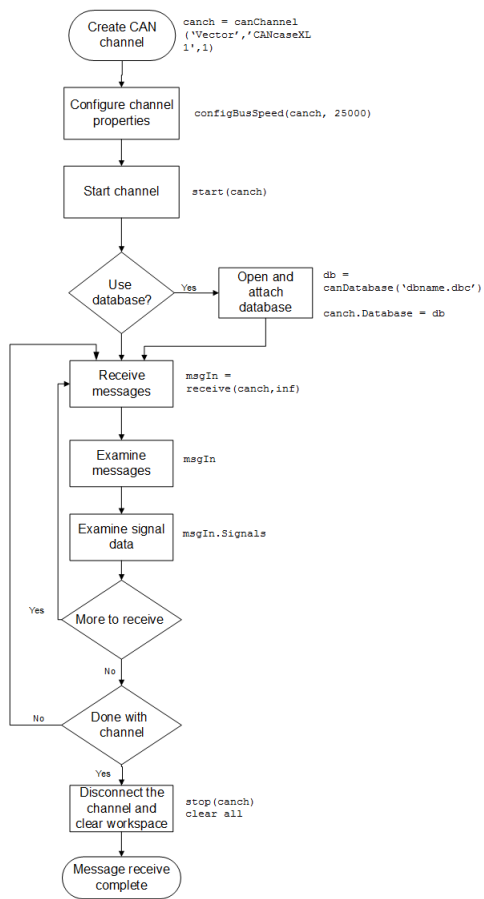 Create CAN
channel
canch = canChannel
(‘Vector’,’CANcaseXL
1',1)
Configure channel
properties
configBusSpeed(canch, 25000)
Start channel
start(canch)
Use
database?
Yes
Open and
attach
database
db =
canDatabase(‘dbname.dbc’)
canch.Database = db
Receive
messages
msgIn =
receive(canch,inf)
Examine
messages
msgIn
Examine signal
data
msgIn.Signals
More to receive
Yes
No
Done with
channel
No
Yes
Disconnect the
channel and
clear workspace
stop(canch)
clear all
Message receive
complete